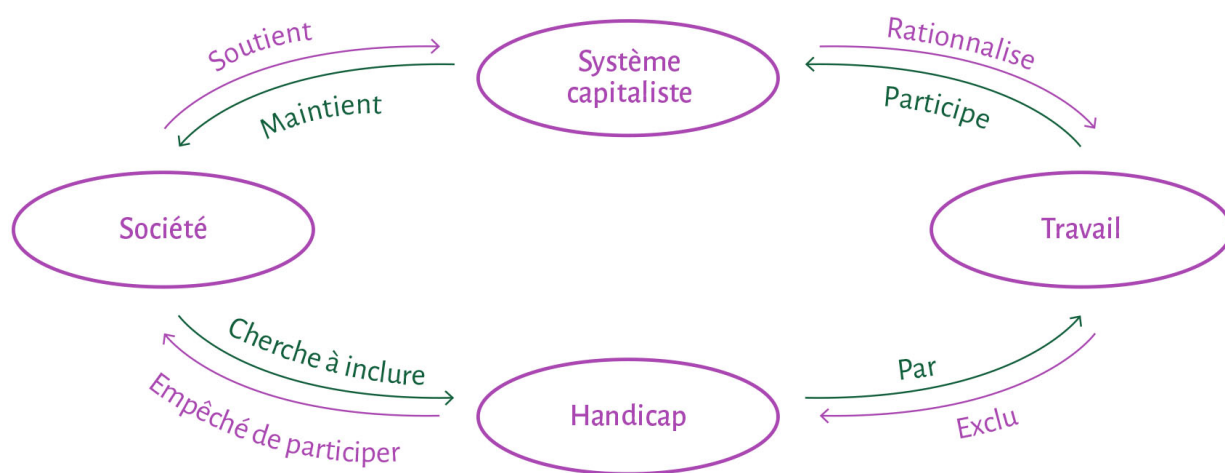 Soutient
Maintient
Système
capitaliste
Rationnalise
Participe
Société
Travail
Cherche à inclure
Empêché de participer
Handicap
Par
Exclu